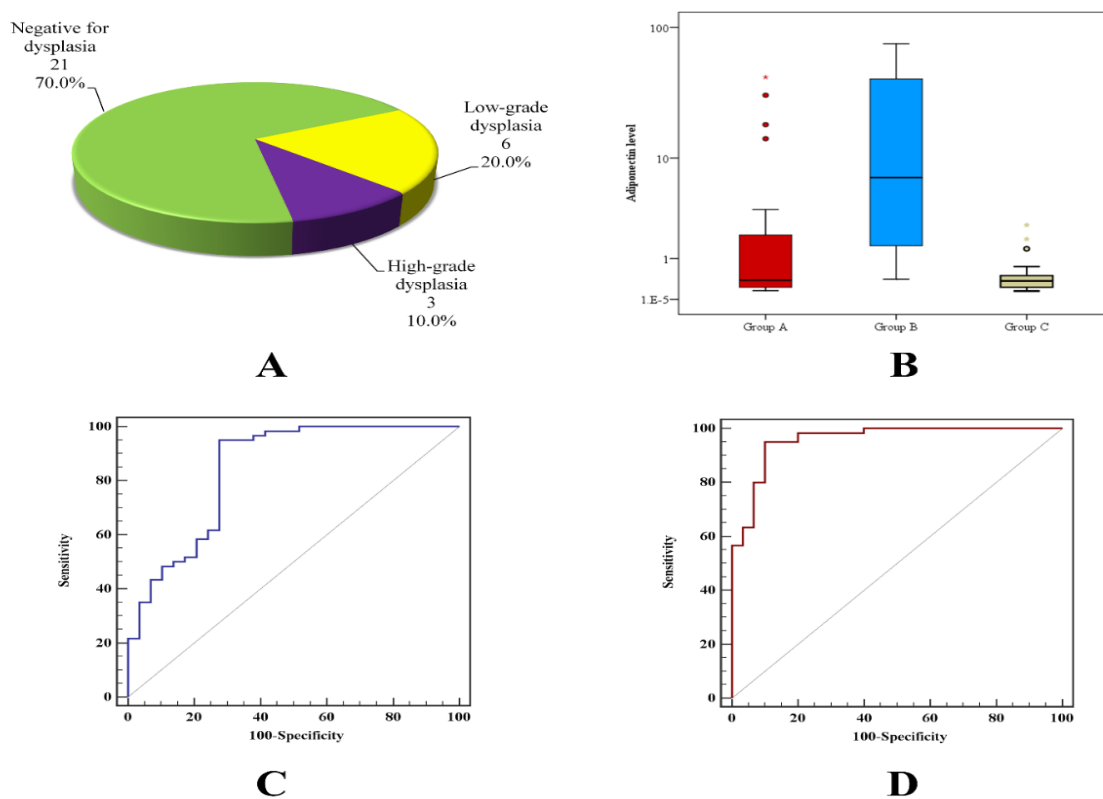 Negative for
dysplasia
21
70.0%
Low-grade
dysplasia
6
20.0%
High-grade
dysplasia
3
10.0%
A
100
10
1
1.E-5
Adiponectin level
Group A
Group B
Group C
B
100
80
60
40
20
0
Sensitivity
0 20 40 60 80 100
100-Specificity
C
100
80
60
40
20
0
Sensitivity
0 20 40 60 80 100
100-Specificity
D